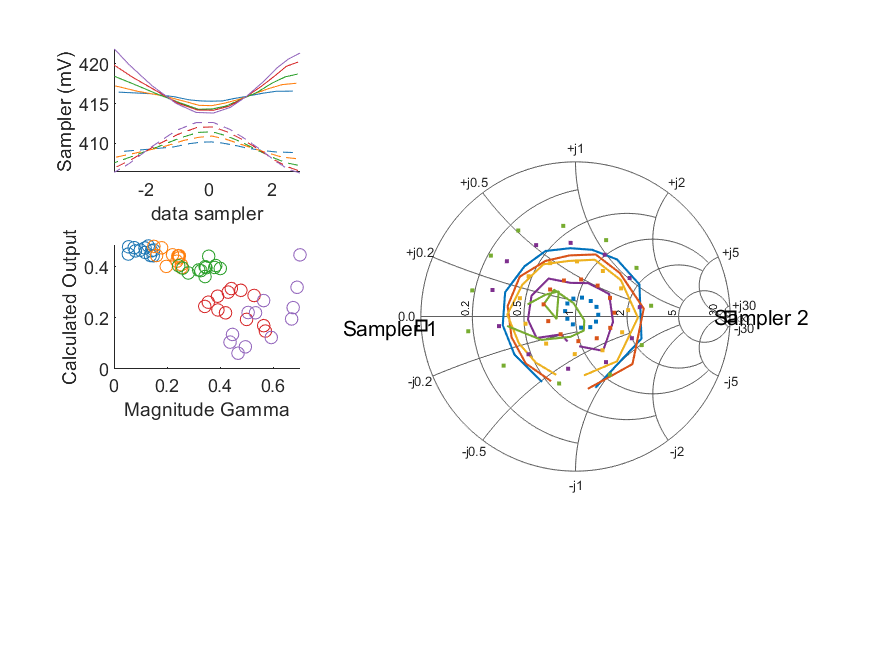 Sampler (mV)
420
415
410
-2
0
2
data sampler
Calculated Output
0.4
0.2
0
0
0.2
0.4
0.6
Magnitude Gamma
+j1
+j0.5
+j2
+j0.2
+j5
0.0
0.2
0.5
1
2
5
30
+j30
-j30
Sampler 1
Sampler 2
-j0.2
-j5
-j0.5
-j2
-j1